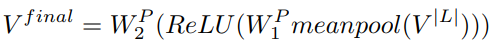 $V^{final} = W_2^P(ReLU(W_1^P meanpool(V^{|L|})))$